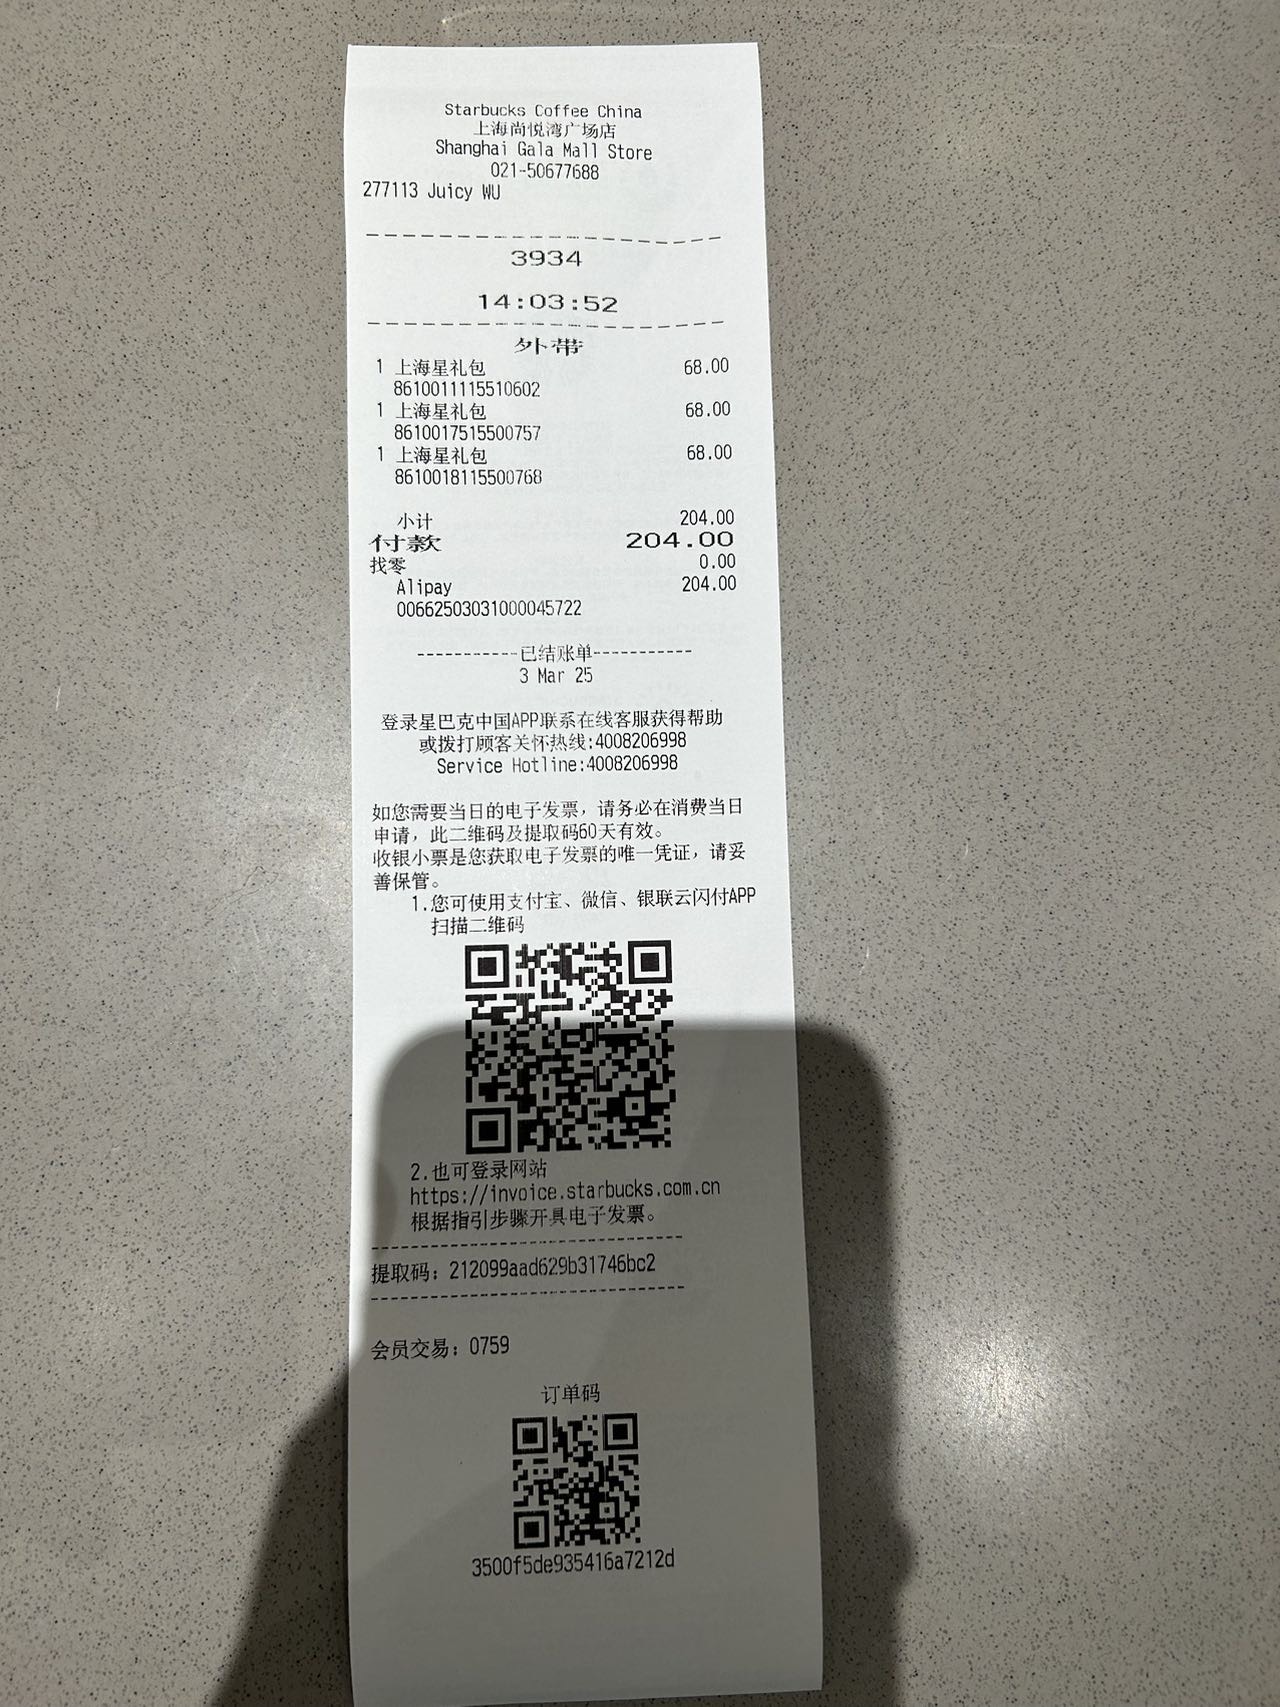 Starbucks Coffee China
上海尚悦湾广场店
Shanghai Gala Mall Store
021-50677688
277113 Juicy WU
3934
14:03:52
外带
1 上海星礼包 68.00
8610011115510602
1 上海星礼包 68.00
8610017515500757
1 上海星礼包 68.00
8610018115500768
小计 204.00
付款 204.00
找零 0.00
Alipay 204.00
00662503031000045722
-----------已结账单-----------
3 Mar 25
登录星巴克中国APP联系在线客服获得帮助
或拨打顾客关怀热线:4008206998
Service Hotline:4008206998
如您需要当日的电子发票，请务必在消费当日
申请，此二维码及提取码60天有效。
收银小票是您获取电子发票的唯一凭证，请妥
善保管。
1.您可使用支付宝、微信、银联云闪付APP
扫描二维码
2.也可登录网站
https://invoice.starbucks.com.cn
根据指引步骤开具电子发票。
提取码：212099aad629b31746bc2
会员交易：0759
订单码
3500f5de935416a7212d